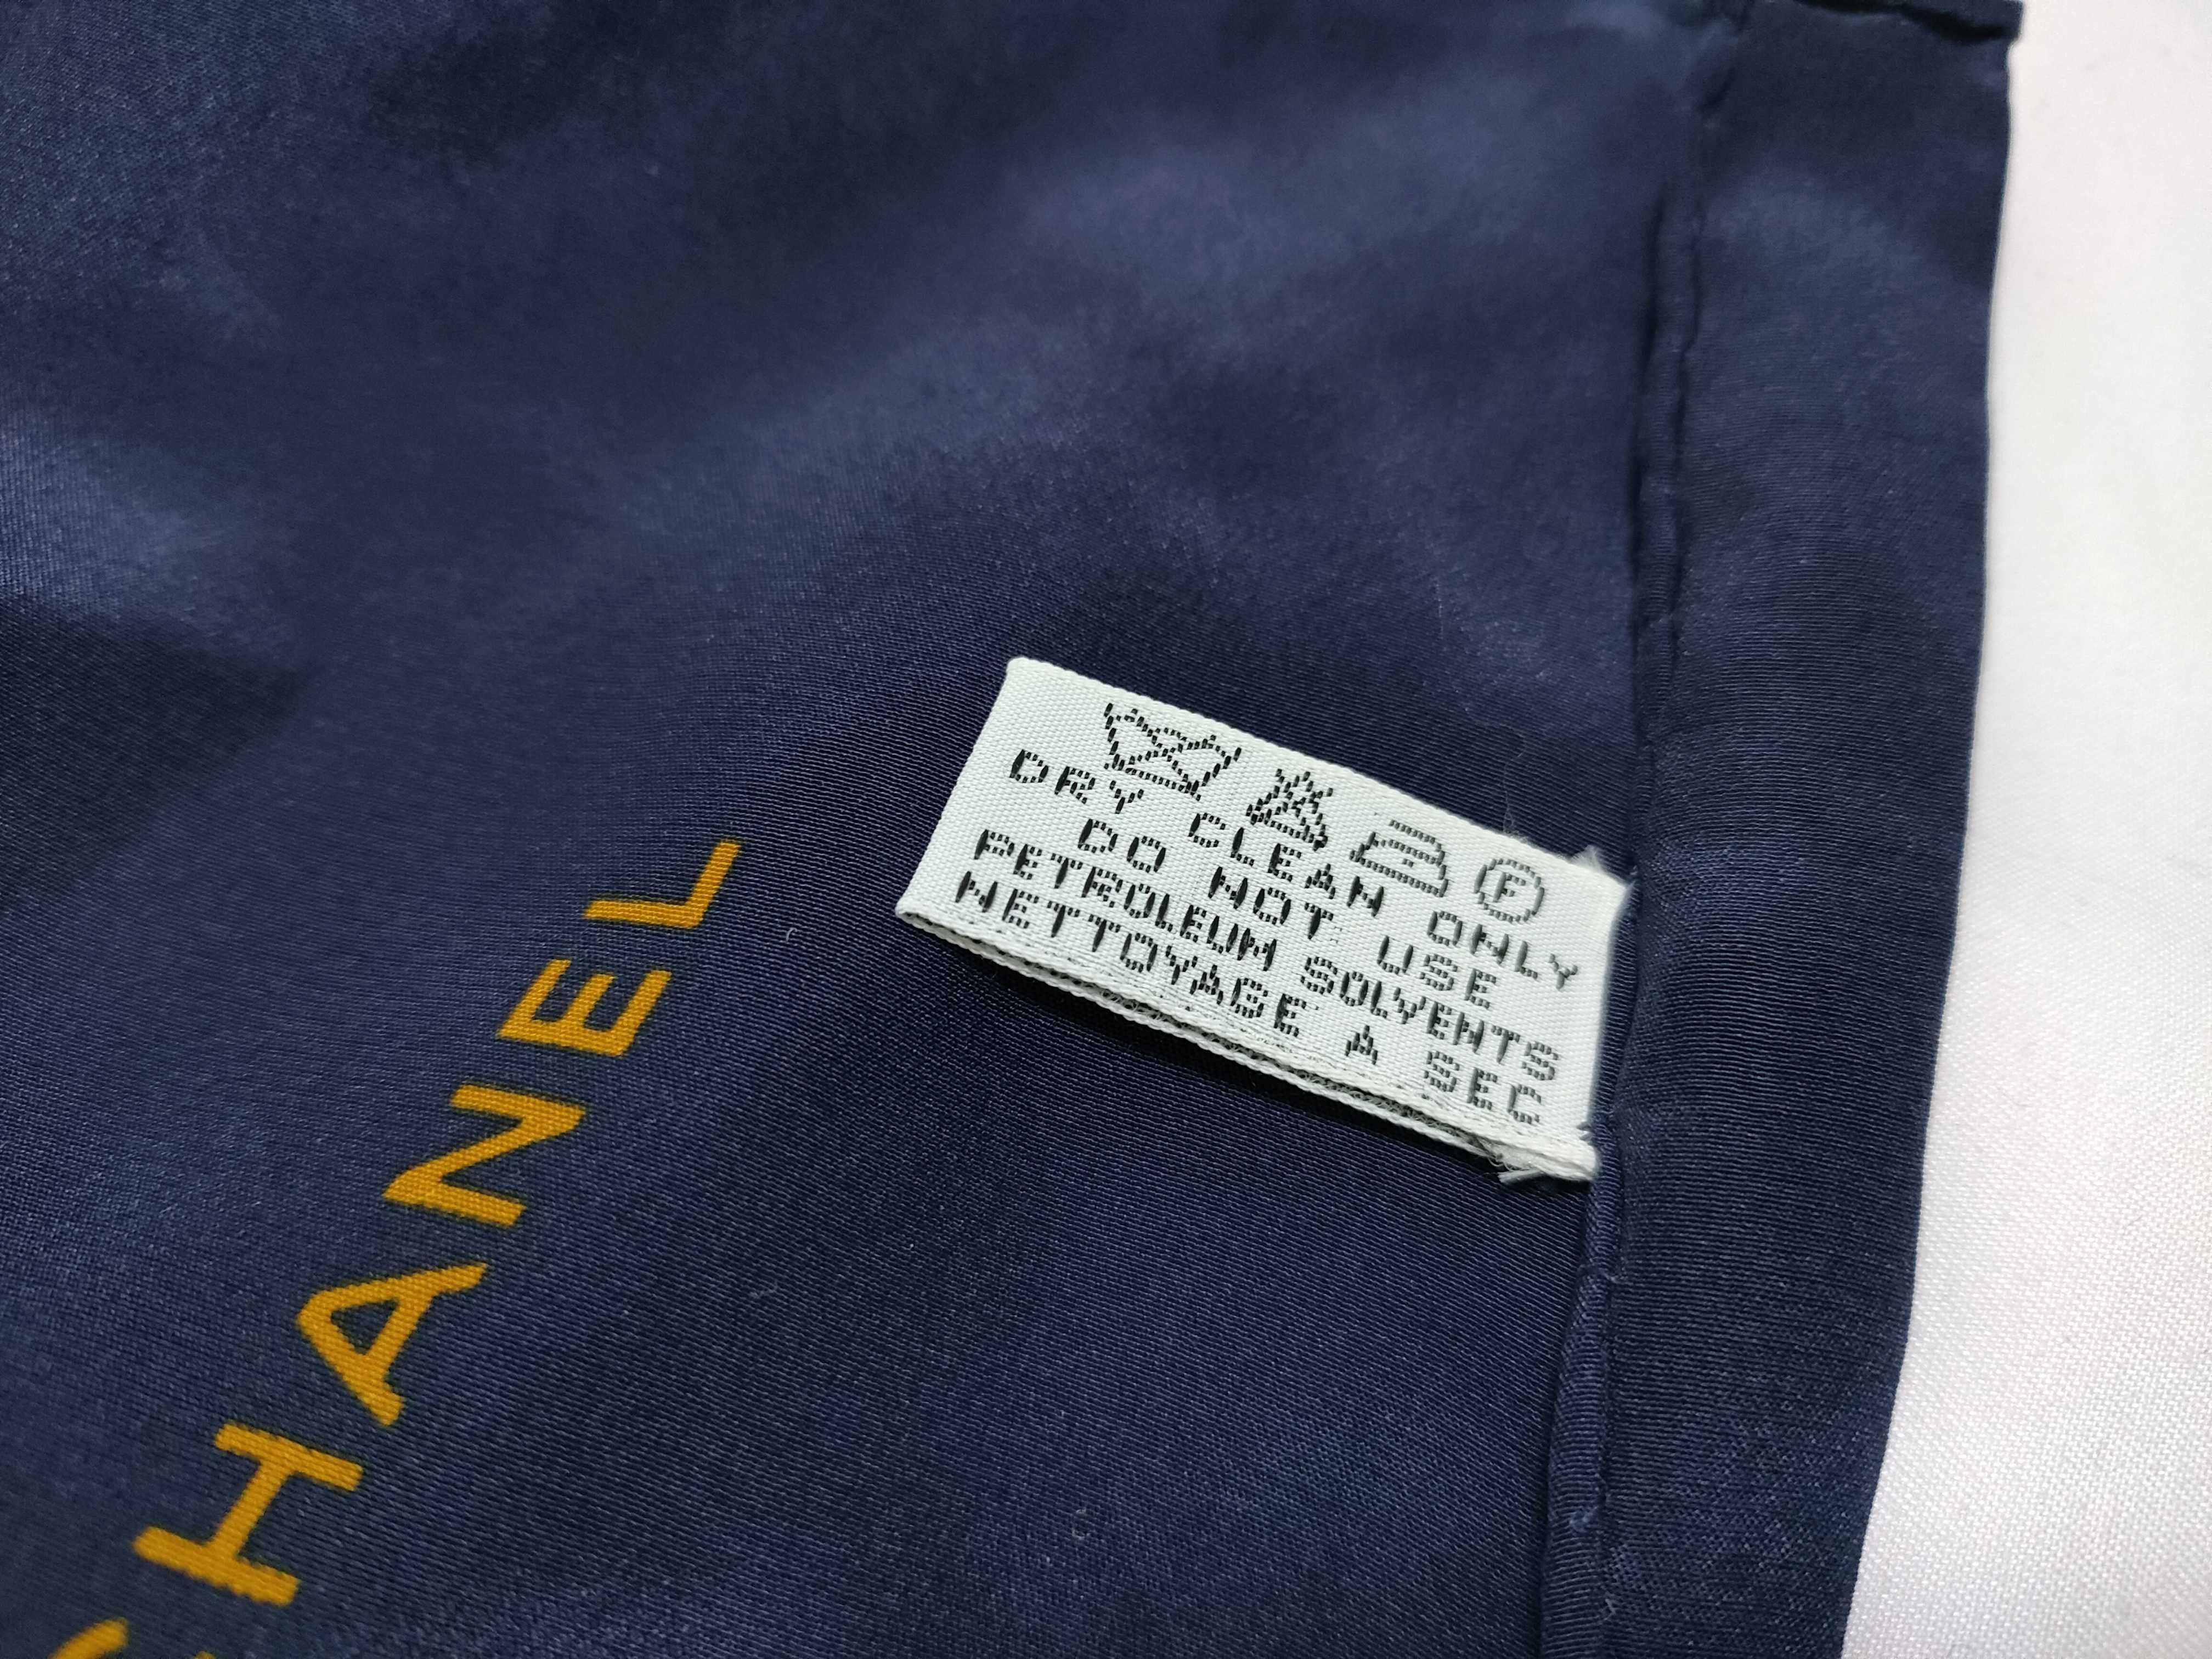 CHANEL
F
DRY CLEAN ONLY
DO NOT USE
PETROLEUM SOLVENTS
NETTOYAGE A SEC